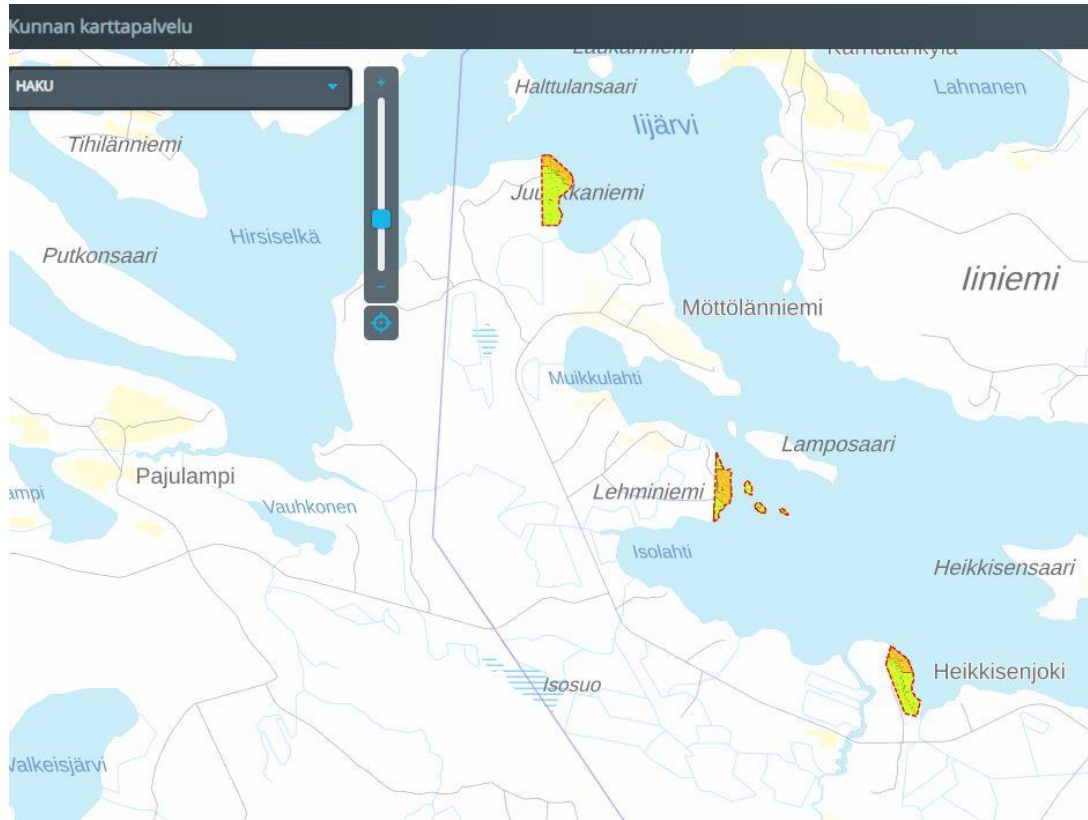 Kunnan karttapalvelu
HAKU
Halttulansaari
Lahnanen
Iijärvi
Tihilänniemi
Hirsiselkä
Putkonsaari
Iiniemi
Möttölänniemi
Muikkulahti
Lamposaari
Pajulampi
Lehminiemi
Vauhkonen
Isolahti
Heikkisensaari
Heikkisenjoki
Isosuo